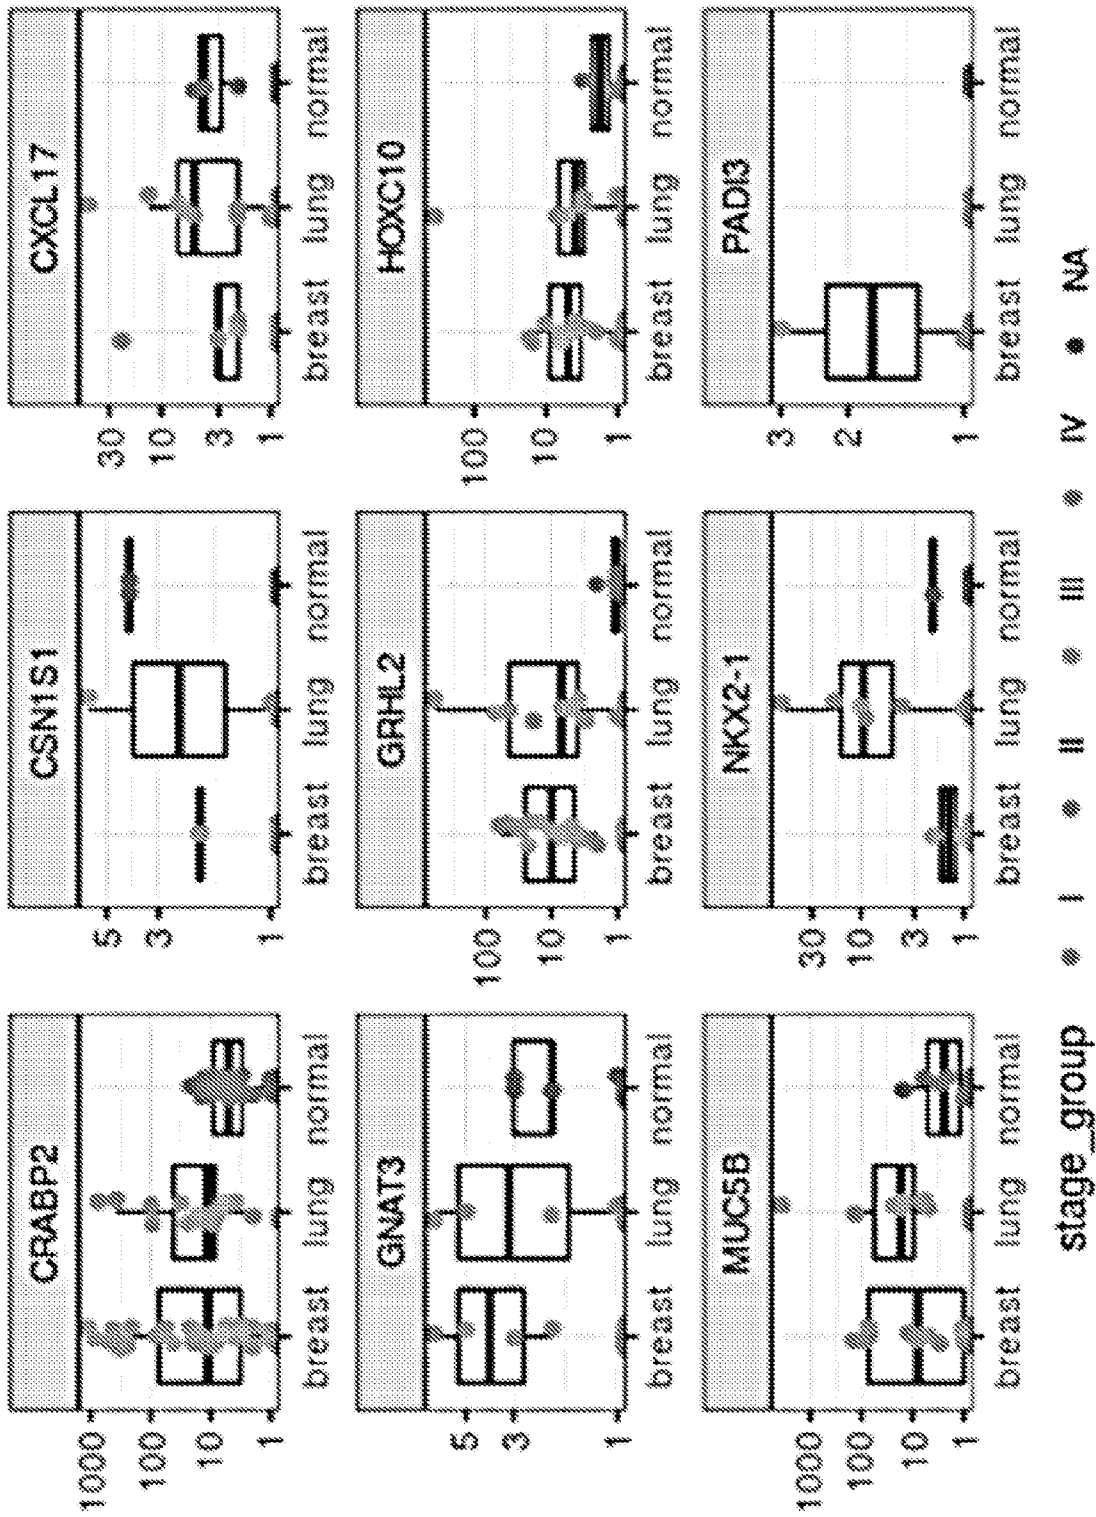 CRABP2
1000
100
10
1
breast lung normal
CSN1S1
5
3
1
breast lung normal
CXCL17
30
10
3
1
breast lung normal
GNAT3
5
3
1
breast lung normal
GRHL2
100
10
1
breast lung normal
HOXC10
100
10
1
breast lung normal
MUC5B
1000
100
10
1
breast lung normal
NKX2-1
30
10
3
1
breast lung normal
PADI3
3
2
1
breast lung normal
stage_group I II III IV NA